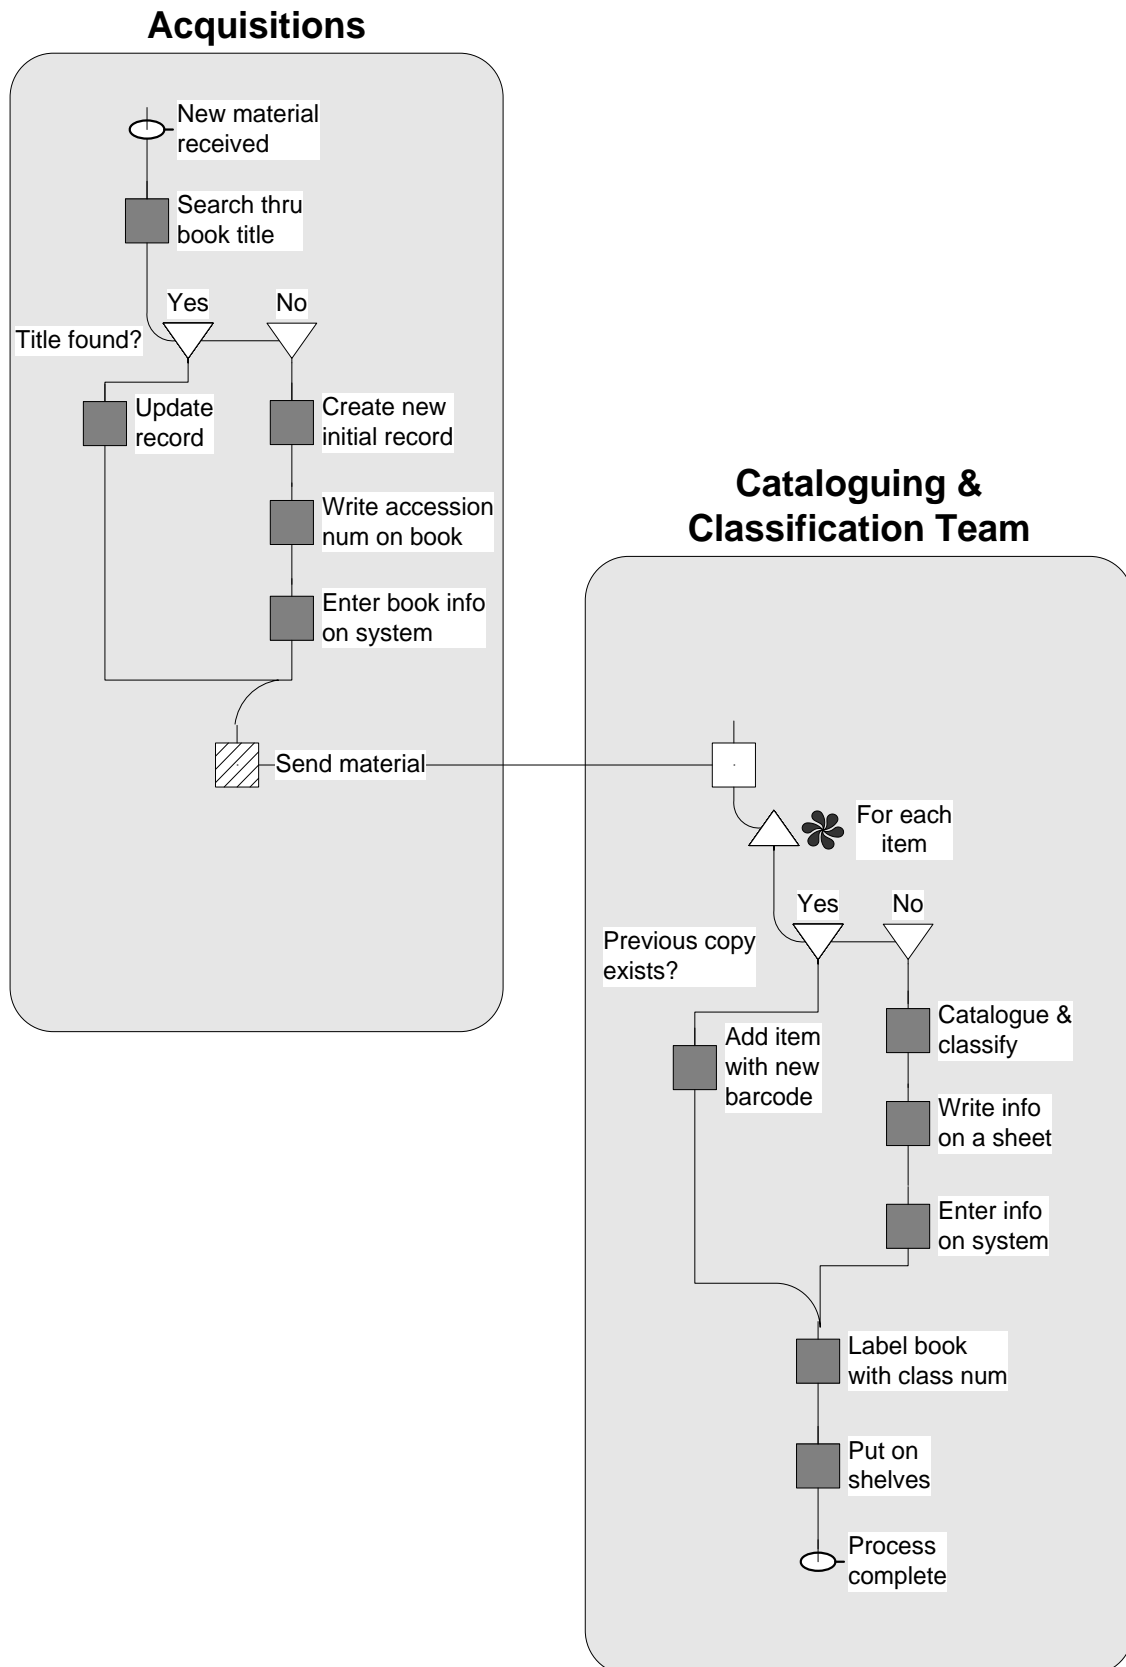 Acquisitions
New material
received
Search thru
book title
Yes
No
Title found?
Update
record
Create new
initial record
Write accession
num on book
Enter book info
on system
Send material
Cataloguing &
Classification Team
For each
item
Yes
No
Previous copy
exists?
Add item
with new
barcode
Catalogue &
classify
Write info
on a sheet
Enter info
on system
Label book
with class num
Put on
shelves
Process
complete